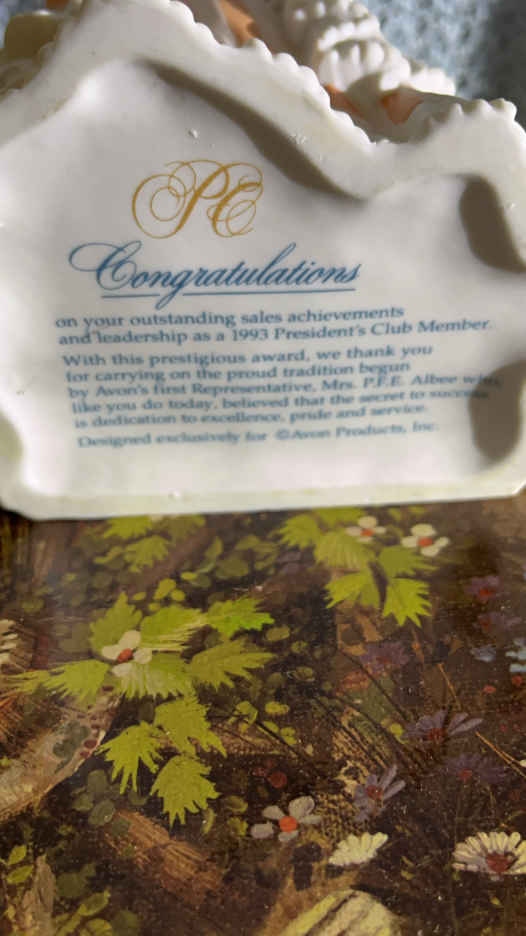 PC
Congratulations
on your outstanding sales achievements
and leadership as a 1993 President's Club Member.
With this prestigious award, we thank you
for carrying on the proud tradition begun
by Avon's first Representative, Mrs. P.F.E. Albee who,
like you do today, believed that the secret to success
is dedication to excellence, pride and service.
Designed exclusively for ©Avon Products, Inc.